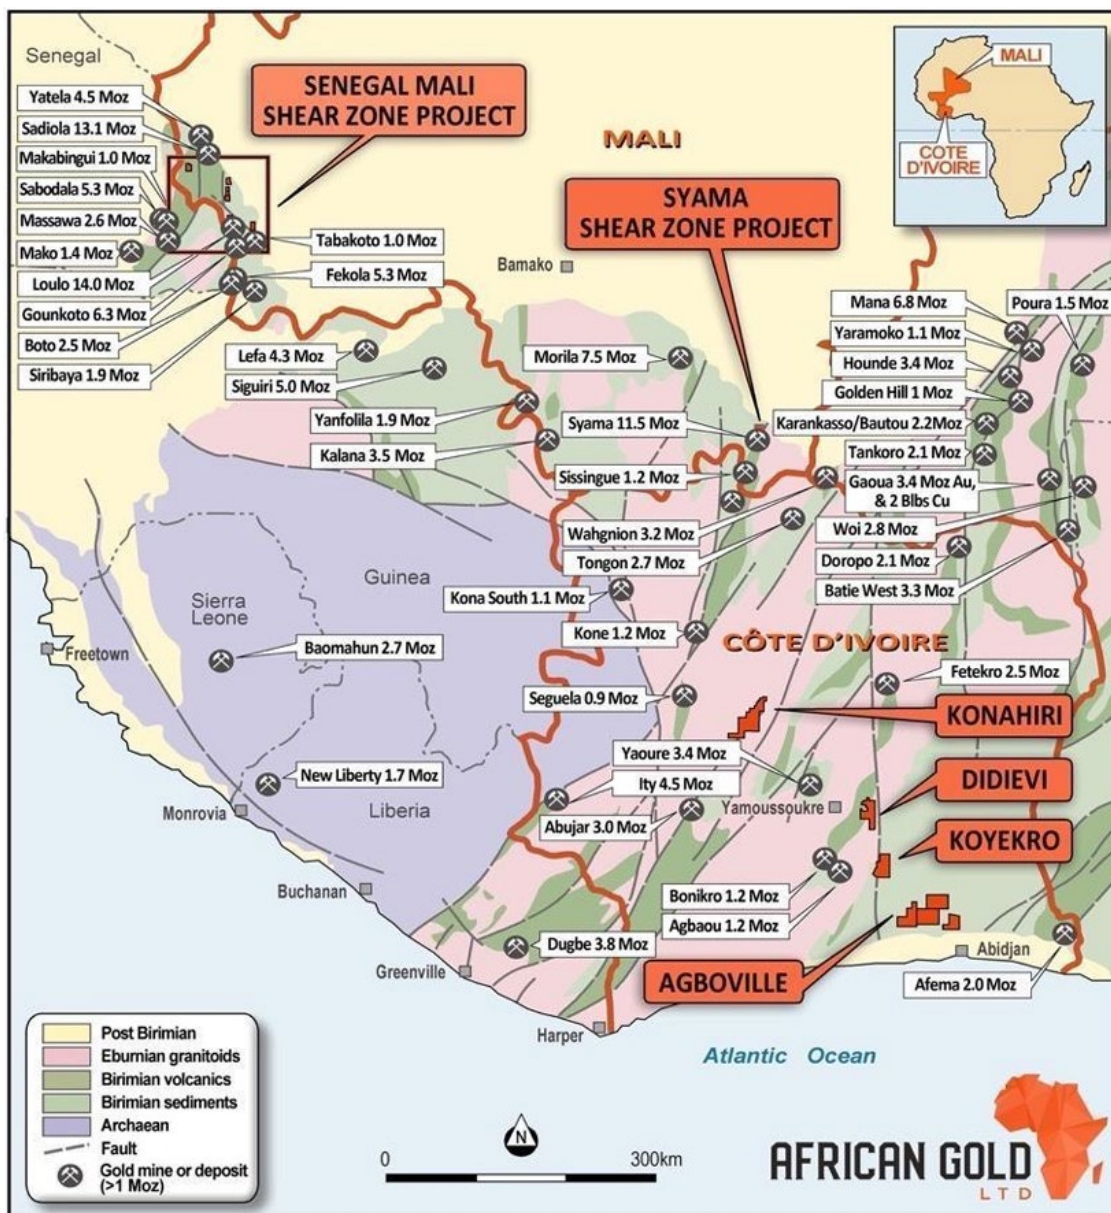 Senegal
SENEGAL MALI
SHEAR ZONE PROJECT
Yatela 4.5 Moz
Sadiola 13.1 Moz
Makabingui 1.0 Moz
Sabodala 5.3 Moz
Massawa 2.6 Moz
Mako 1.4 Moz
Loulo 14.0 Moz
Gounkoto 6.3 Moz
Boto 2.5 Moz
Siribaya 1.9 Moz
Tabakoto 1.0 Moz
Fekola 5.3 Moz
MALI
SYAMA
SHEAR ZONE PROJECT
MALI
COTE
D'IVOIRE
Bamako
Lefa 4.3 Moz
Siguiri 5.0 Moz
Yanfolila 1.9 Moz
Kalana 3.5 Moz
Morila 7.5 Moz
Syama 11.5 Moz
Sissingue 1.2 Moz
Wahgnion 3.2 Moz
Tongon 2.7 Moz
Mana 6.8 Moz
Poura 1.5 Moz
Yaramoko 1.1 Moz
Hounde 3.4 Moz
Golden Hill 1 Moz
Karankasso/Bautou 2.2Moz
Tankoro 2.1 Moz
Gaoua 3.4 Moz Au,
& 2 Blbs Cu
Woi 2.8 Moz
Doropo 2.1 Moz
Batie West 3.3 Moz
Guinea
Sierra
Leone
Freetown
Baomahun 2.7 Moz
Kona South 1.1 Moz
Kone 1.2 Moz
CÔTE D'IVOIRE
Seguela 0.9 Moz
Fetekro 2.5 Moz
KONAHIRI
New Liberty 1.7 Moz
Monrovia
Liberia
Yaoure 3.4 Moz
Ity 4.5 Moz
Abujar 3.0 Moz
Yamoussoukre
DIDIEVI
KOYEKRO
Buchanan
Bonikro 1.2 Moz
Agbaou 1.2 Moz
Dugbe 3.8 Moz
Greenville
AGBOVILLE
Abidjan
Afema 2.0 Moz
Harper
Atlantic Ocean
Post Birimian
Eburnian granitoids
Birimian volcanics
Birimian sediments
Archaean
Fault
Gold mine or deposit
(>1 Moz)
N
0 300km
AFRICAN GOLD
LTD